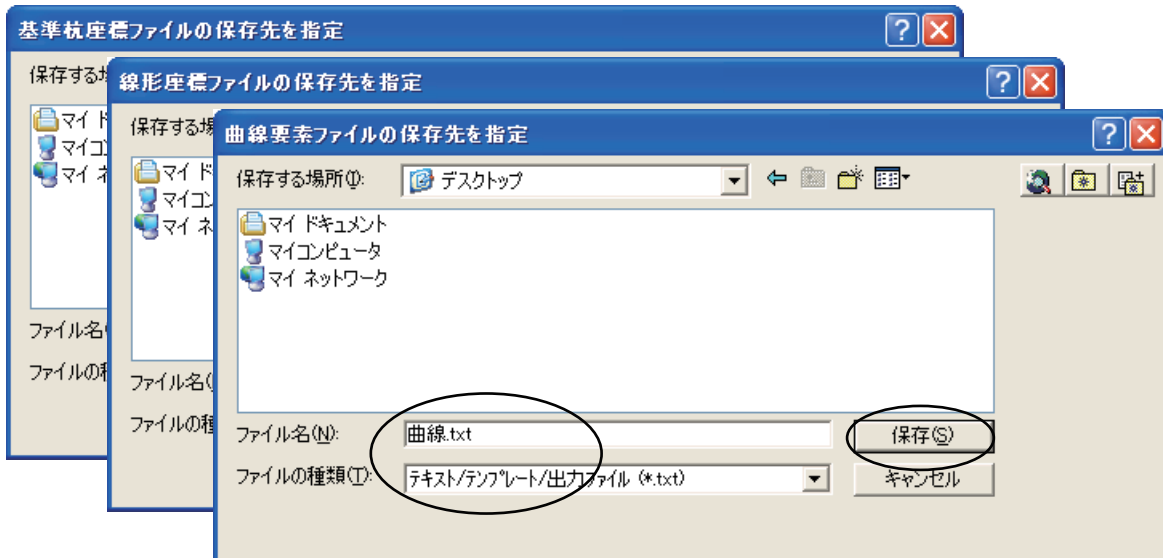 基準杭座標ファイルの保存先を指定
保存する場
マイ ド
マイコン
マイ ネ
ファイル名(
ファイルの種
線形座標ファイルの保存先を指定
保存する場
マイ ド
マイコン
マイ ネ
ファイル名(
ファイルの種
曲線要素ファイルの保存先を指定
保存する場所(I):
デスクトップ
マイ ドキュメント
マイコンピュータ
マイ ネットワーク
ファイル名(N):
曲線.txt
保存(S)
ファイルの種類(T):
テキスト/テンプレート/出力ファイル (*.txt)
キャンセル